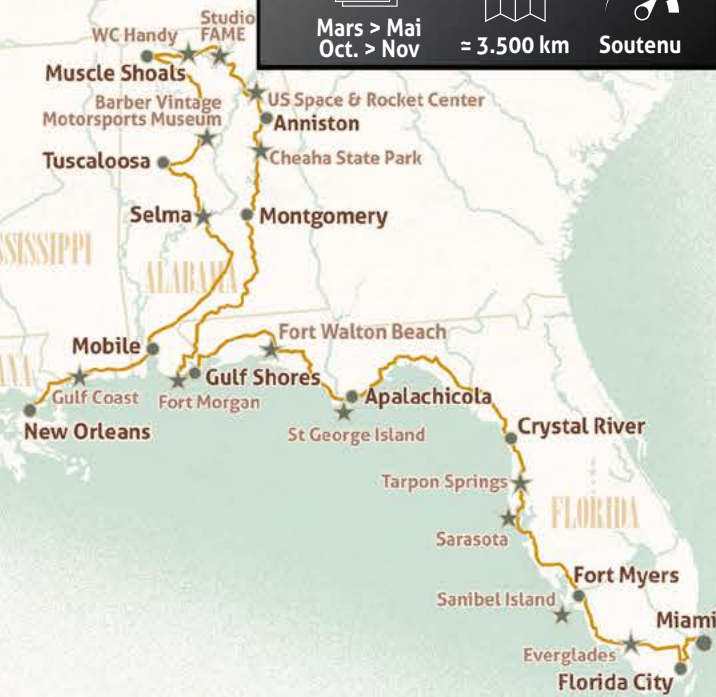 Mars > Mai
Oct. > Nov
≈ 3.500 km
Soutenu
Studio
FAME
WC Handy
Muscle Shoals
Barber Vintage
Motorsports Museum
US Space & Rocket Center
Anniston
Cheaha State Park
Tuscaloosa
Selma
Montgomery
SSISSIPPI
ALABAMA
Mobile
Fort Walton Beach
Gulf Shores
Gulf Coast
Fort Morgan
New Orleans
Apalachicola
St George Island
Crystal River
Tarpon Springs
FLORIDA
Sarasota
Fort Myers
Sanibel Island
Miami
Everglades
Florida City